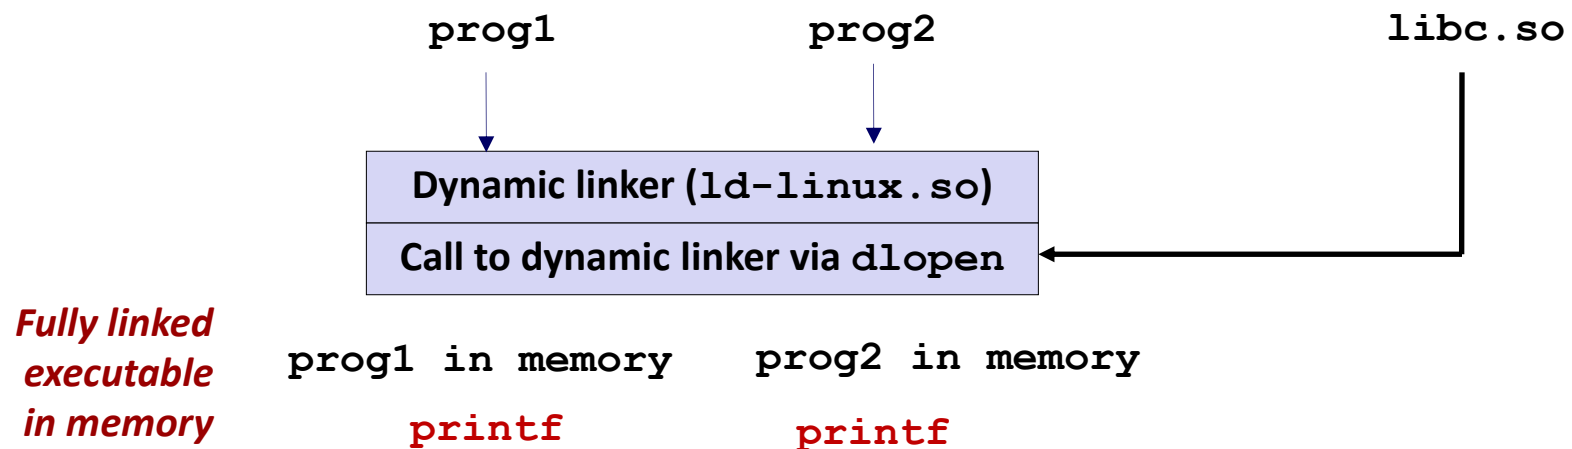 prog1
prog2
libc.so
Dynamic linker (ld-linux.so)
Call to dynamic linker via dlopen
Fully linked
executable
in memory
prog1 in memory
prog2 in memory
printf
printf